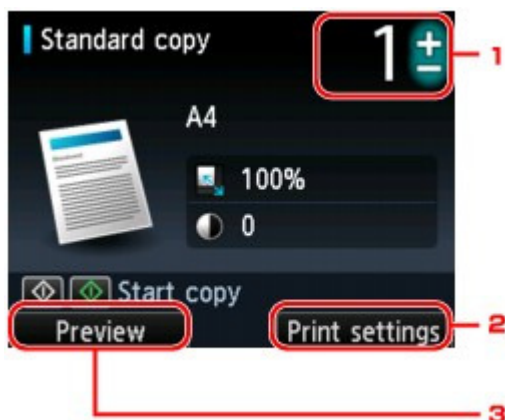 Standard copy
1 + −
1
A4
100%
0
Start copy
Preview
Print settings
2
3